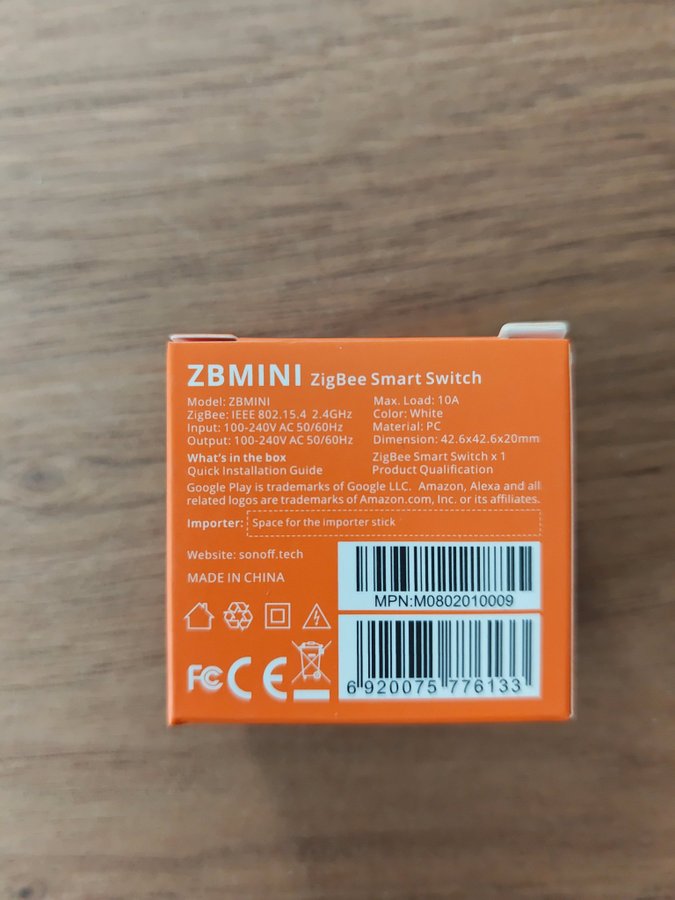 ZBMINI ZigBee Smart Switch
Model: ZBMINI
ZigBee: IEEE 802.15.4 2.4GHz
Input: 100-240V AC 50/60Hz
Output: 100-240V AC 50/60Hz
Max. Load: 10A
Color: White
Material: PC
Dimension: 42.6x42.6x20mm
What's in the box
Quick Installation Guide
ZigBee Smart Switch x 1
Product Qualification
Google Play is trademarks of Google LLC. Amazon, Alexa and all
related logos are trademarks of Amazon.com, Inc. or its affiliates.
Importer: Space for the importer stick
Website: sonoff.tech
MADE IN CHINA
MPN:M0802010009
FC CE
6 920075 776133